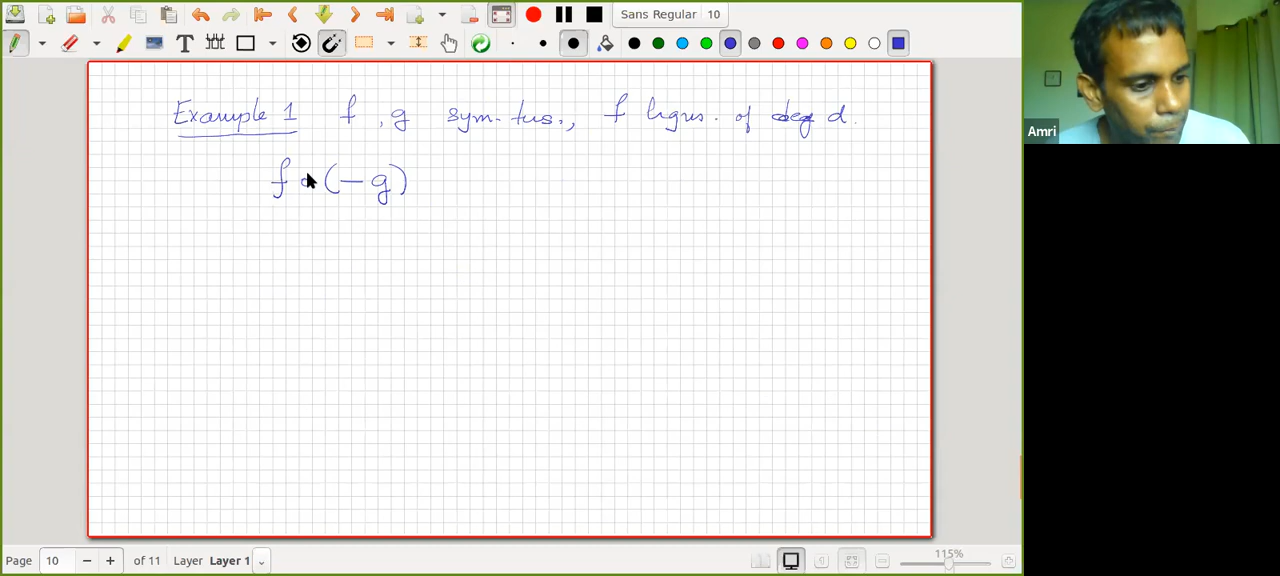 Sans Regular 10
Example 1 f, g sym. fns., f hgns. of deg d.
f ∘ (−g)
Amri
Page 10 of 11 Layer Layer 1 115%